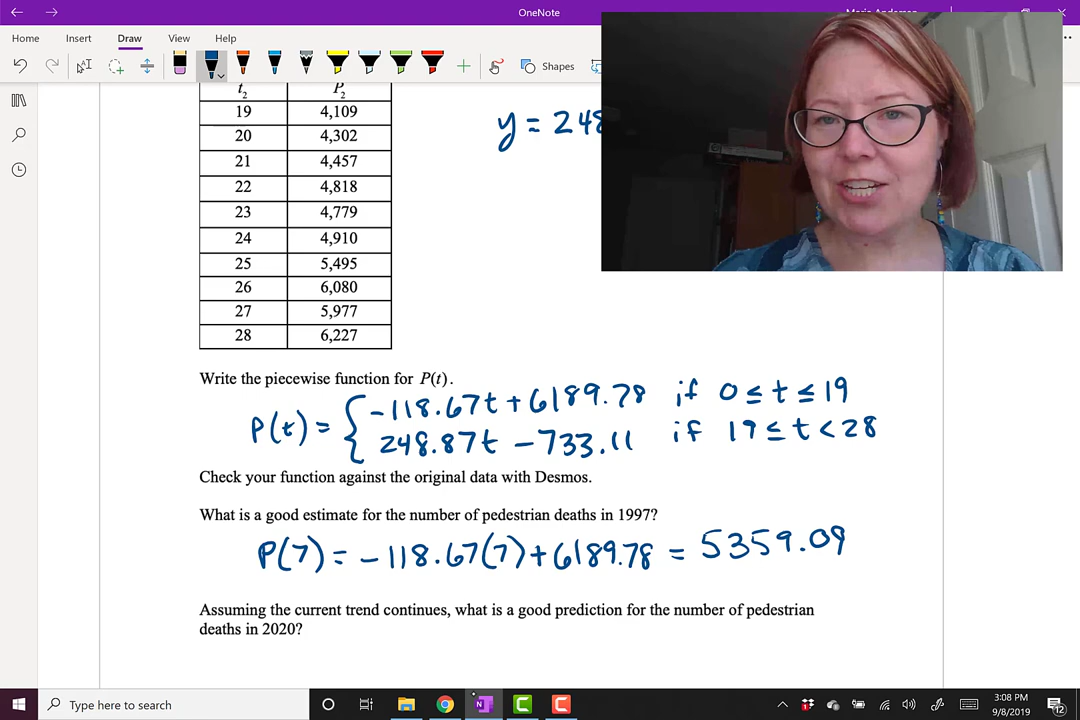 OneNote
Home Insert Draw View Help
Shapes
t2 P2
19 4,109
20 4,302
21 4,457
22 4,818
23 4,779
24 4,910
25 5,495
26 6,080
27 5,977
28 6,227
y = 248
Write the piecewise function for P(t).
P(t) = { -118.67t + 6189.78 if 0 ≤ t ≤ 19
248.87t - 733.11 if 19 ≤ t < 28
Check your function against the original data with Desmos.
What is a good estimate for the number of pedestrian deaths in 1997?
P(7) = -118.67(7) + 6189.78 = 5359.09
Assuming the current trend continues, what is a good prediction for the number of pedestrian
deaths in 2020?
Type here to search
3:08 PM
9/8/2019